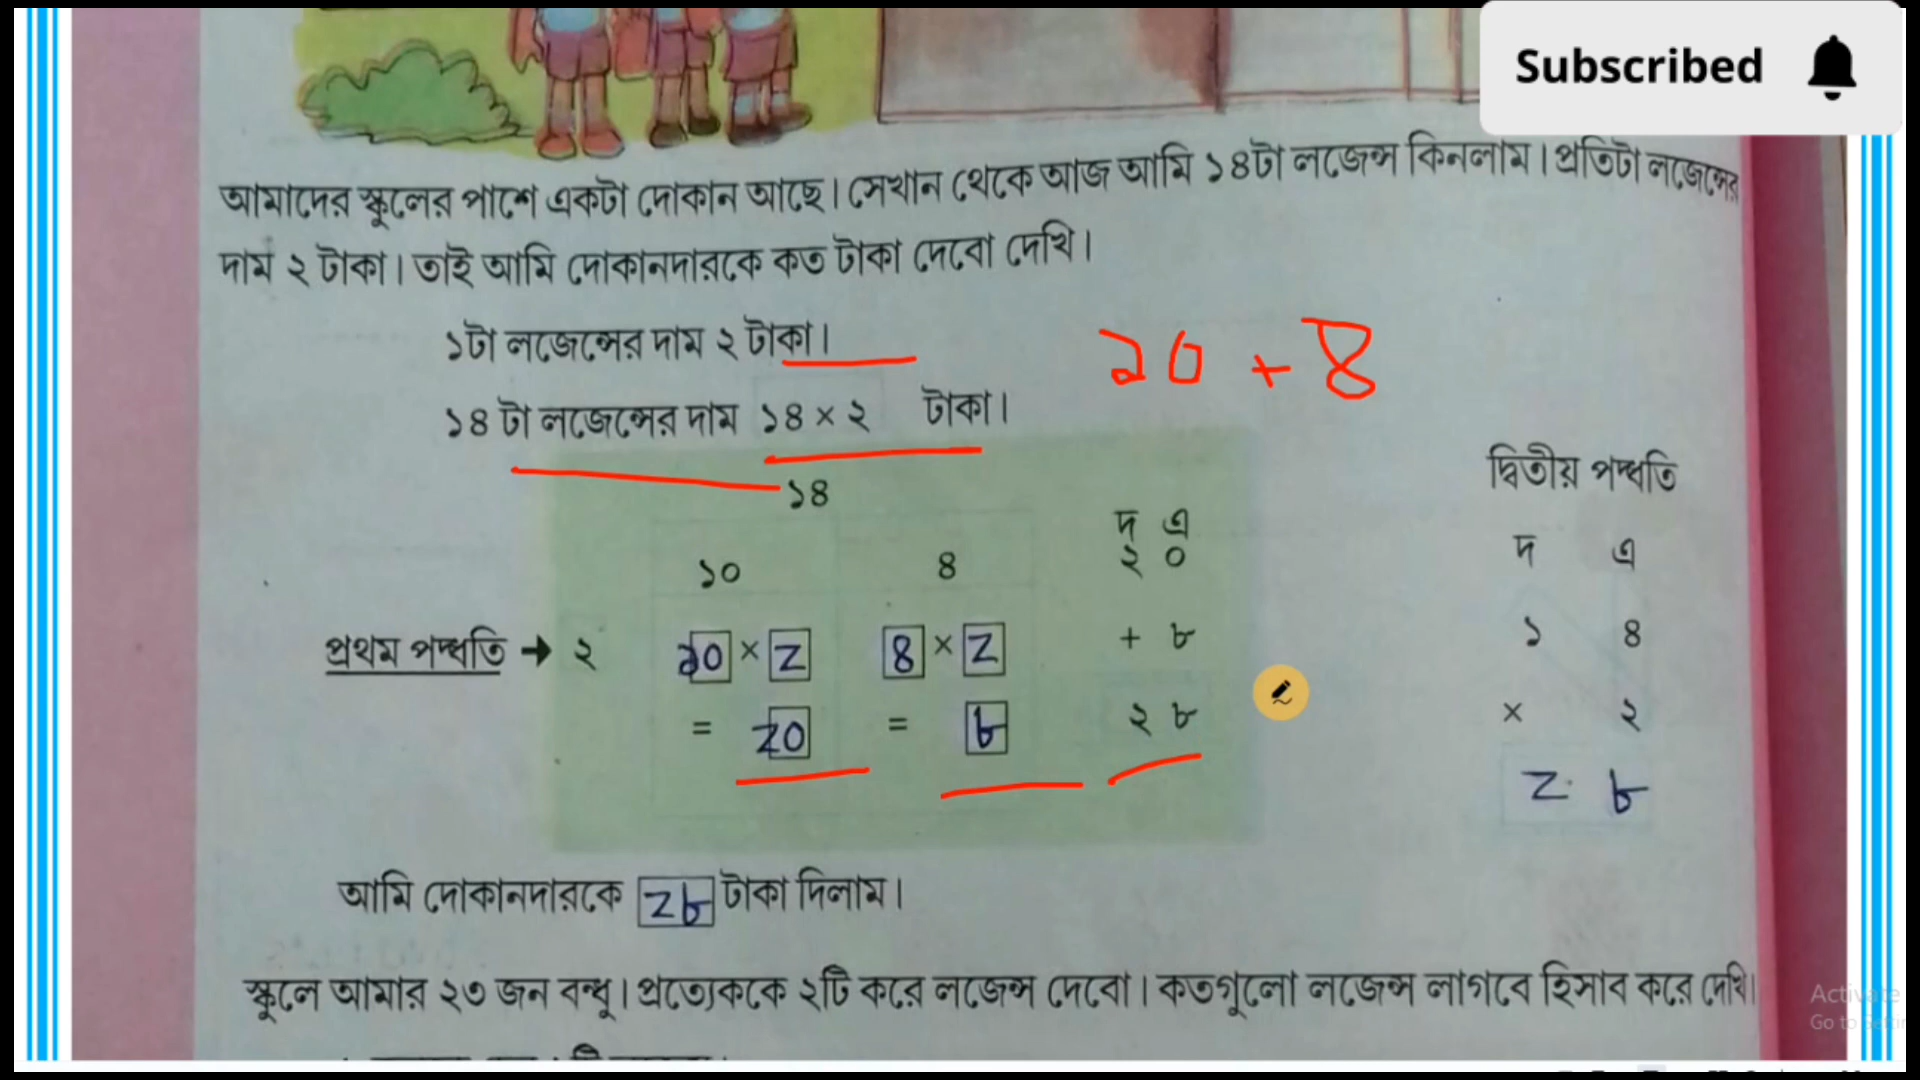 Subscribed
আমাদের স্কুলের পাশে একটা দোকান আছে। সেখান থেকে আজ আমি ১৪টা লজেন্স কিনলাম। প্রতিটা লজেন্সের
দাম ২ টাকা। তাই আমি দোকানদারকে কত টাকা দেবো দেখি।
১টা লজেন্সের দাম ২ টাকা।
১০ + ৪
১৪ টা লজেন্সের দাম ১৪ × ২ টাকা।
দ্বিতীয় পদ্ধতি
১৪
দ এ
দ এ
১০ ৪ ২ ০
প্রথম পদ্ধতি → ২ ১০ × ২ ৪ × ২ + ৮ ১ ৪
= ২০ = ৮ ২ ৮ × ২
২ ৮
আমি দোকানদারকে ২৮ টাকা দিলাম।
স্কুলে আমার ২৩ জন বন্ধু। প্রত্যেককে ২টি করে লজেন্স দেবো। কতগুলো লজেন্স লাগবে হিসাব করে দেখি।
Activate
Go to